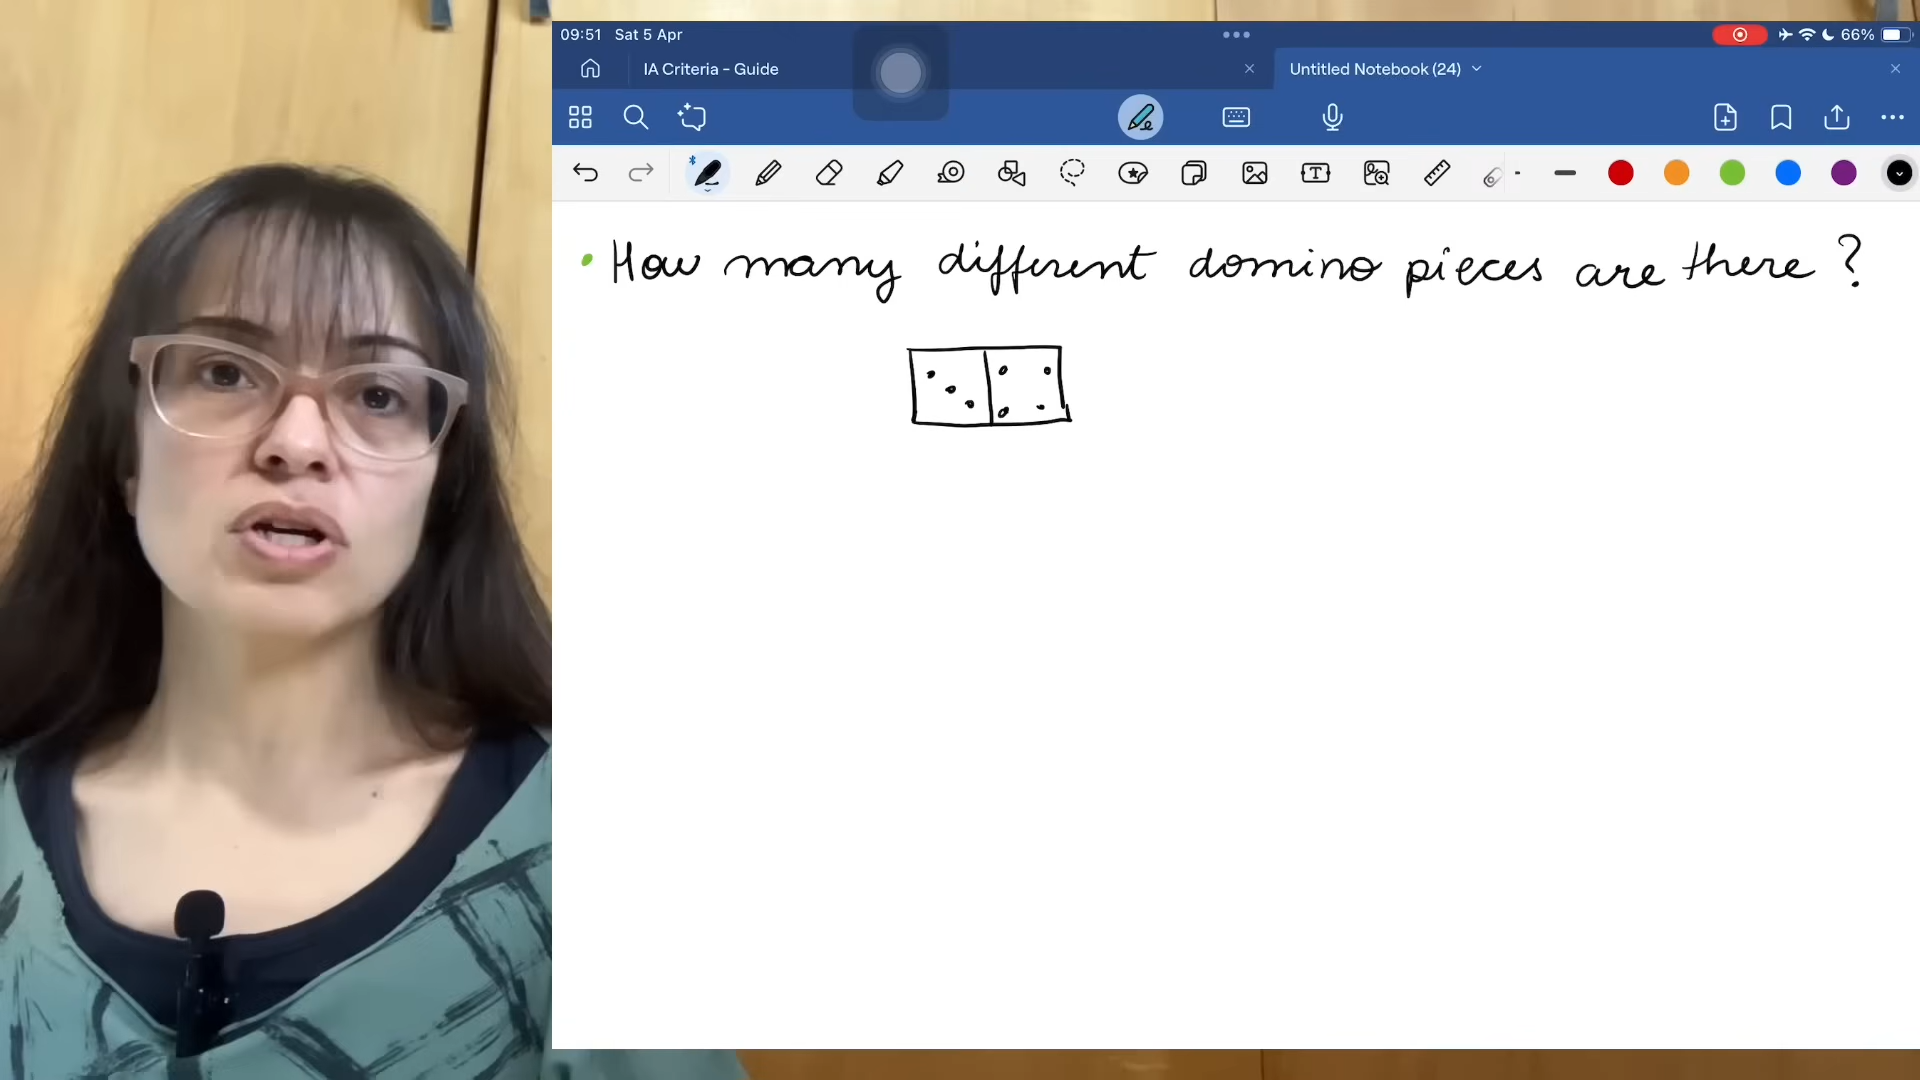 09:51 Sat 5 Apr
66%
IA Criteria - Guide
Untitled Notebook (24)
T
• How many different domino pieces are there?